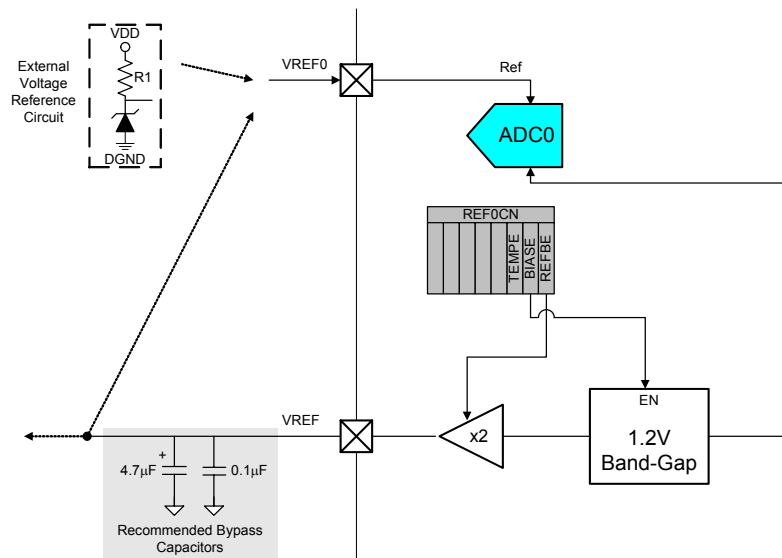 VDD
External
Voltage
Reference
Circuit
R1
DGND
VREF0
Ref
ADC0
REF0CN
TEMPE
BIASE
REFBE
EN
1.2V
Band-Gap
x2
VREF
+
4.7µF
0.1µF
Recommended Bypass
Capacitors